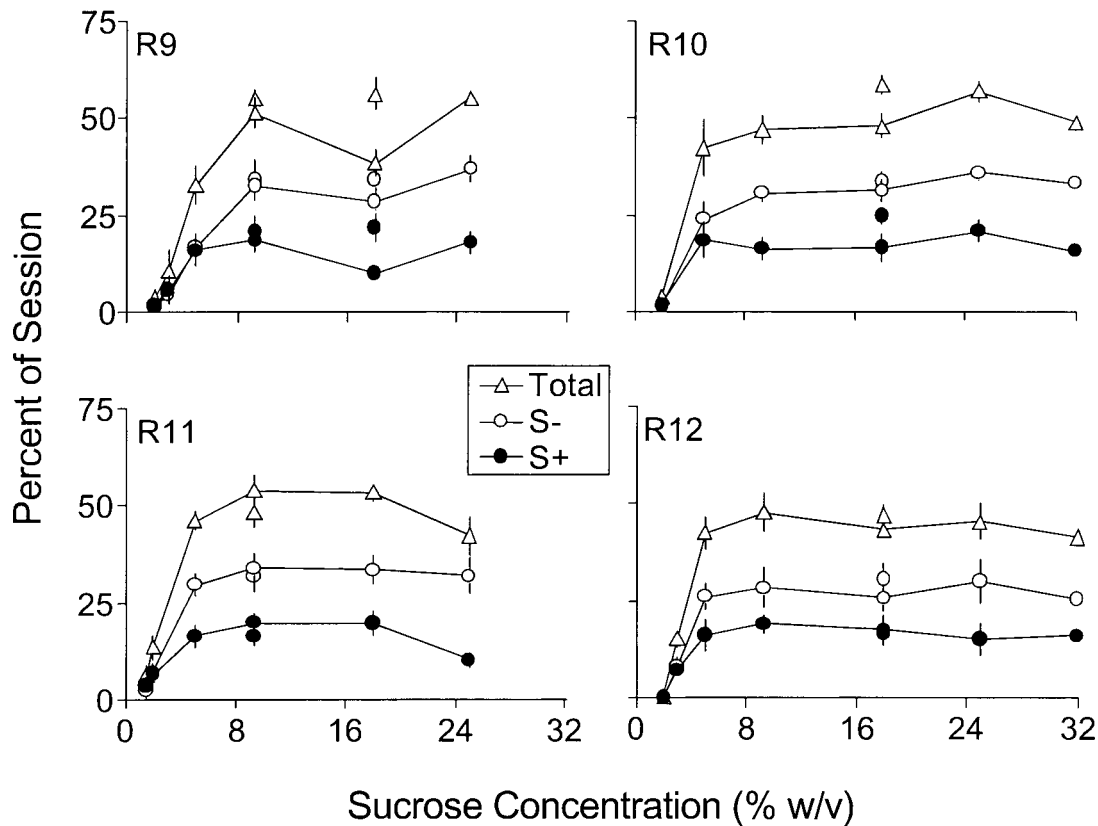 75
50
25
0
R9
R10
Percent of Session
Total
S-
S+
75
50
25
0
R11
R12
0 8 16 24 32
0 8 16 24 32
Sucrose Concentration (% w/v)